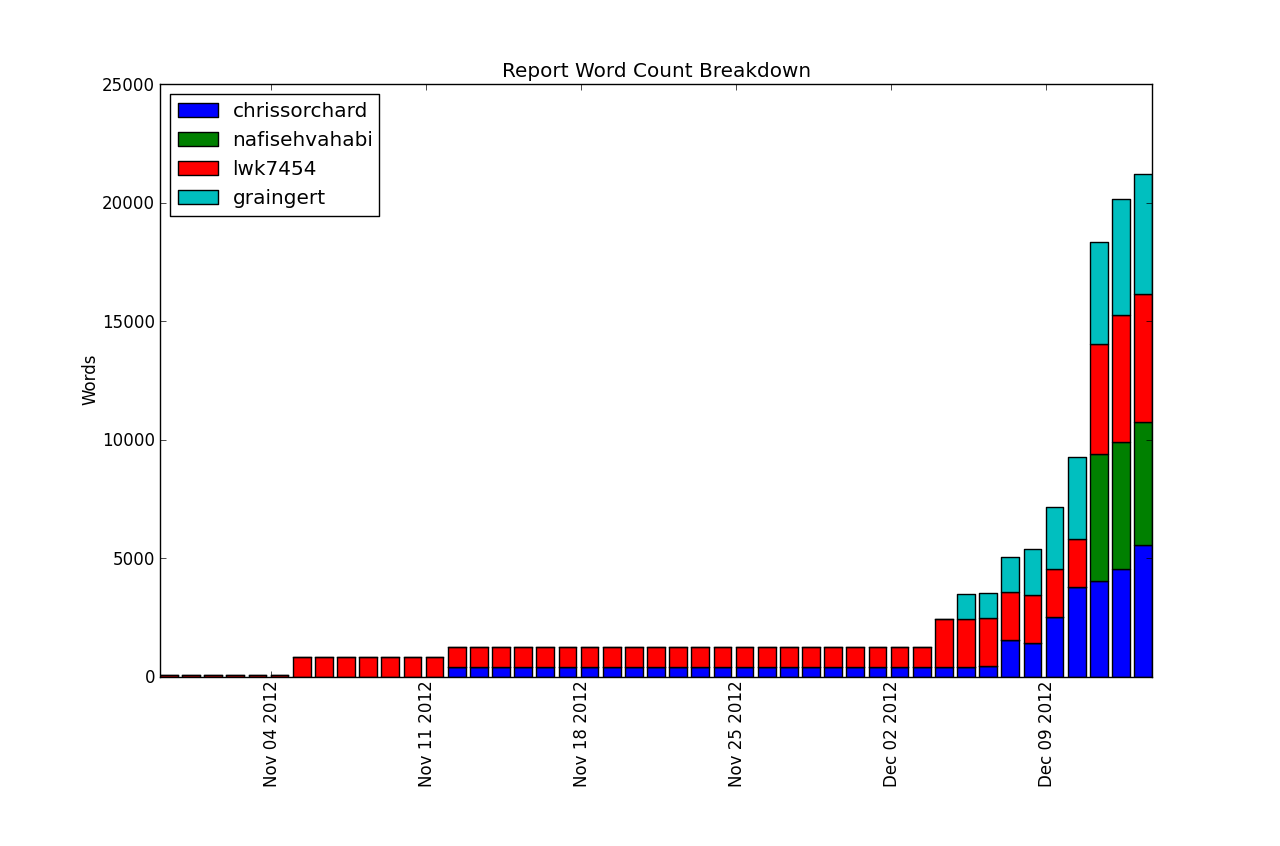 Report Word Count Breakdown
25000
20000
15000
10000
5000
0
Words
chrissorchard
nafisehvahabi
lwk7454
graingert
Nov 04 2012
Nov 11 2012
Nov 18 2012
Nov 25 2012
Dec 02 2012
Dec 09 2012